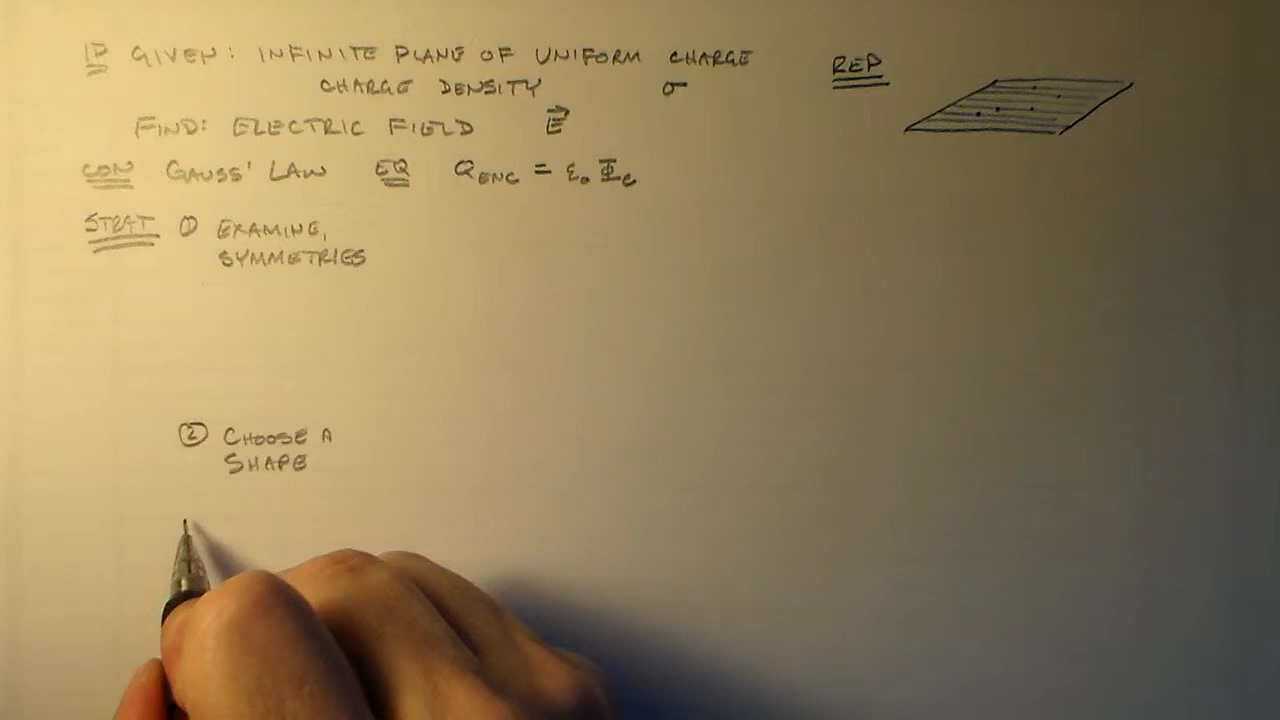 ID GIVEN: INFINITE PLANE OF UNIFORM CHARGE
CHARGE DENSITY σ
FIND: ELECTRIC FIELD E⃗
CON GAUSS' LAW EQ Q_ENC = ε₀ Φ_E
STRAT ① EXAMINE,
SYMMETRIES
② CHOOSE A
SHAPE
REP